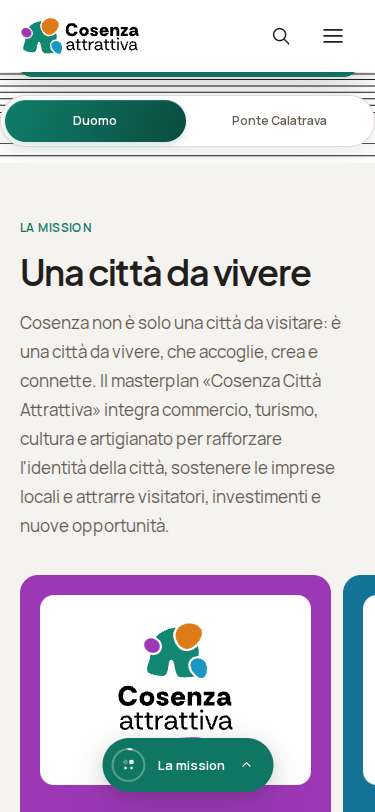 Cosenza
attrattiva
Duomo
Ponte Calatrava
LA MISSION
Una città da vivere
Cosenza non è solo una città da visitare: è
una città da vivere, che accoglie, crea e
connette. Il masterplan «Cosenza Città
Attrattiva» integra commercio, turismo,
cultura e artigianato per rafforzare
l'identità della città, sostenere le imprese
locali e attrarre visitatori, investimenti e
nuove opportunità.
Cosenza
attrattiva
La mission